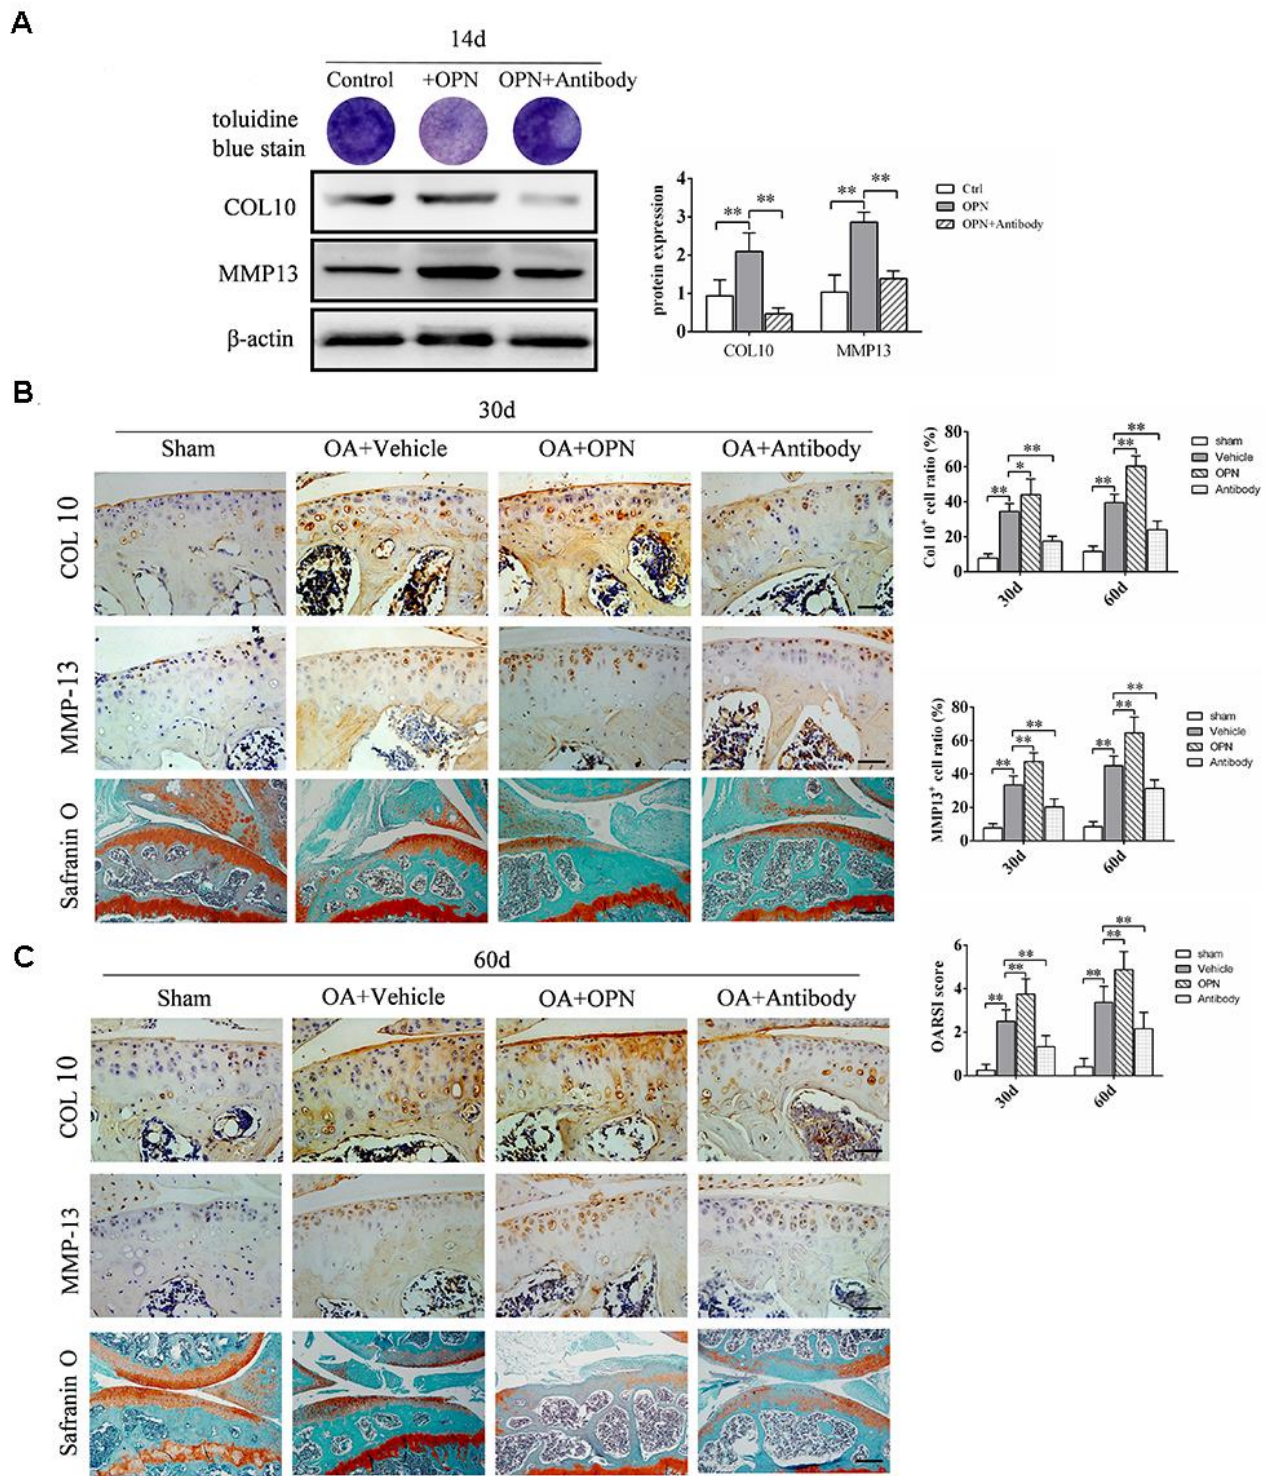 A
14d
Control +OPN OPN+Antibody
toluidine
blue stain
COL10
MMP13
β-actin
protein expression
4
3
2
1
0
** ** ** **
COL10 MMP13
Ctrl
OPN
OPN+Antibody
B
30d
Sham OA+Vehicle OA+OPN OA+Antibody
COL 10
MMP-13
Safranin O
Col 10⁺ cell ratio (%)
80
60
40
20
0
** * ** ** ** **
30d 60d
sham
Vehicle
OPN
Antibody
MMP13⁺ cell ratio (%)
80
60
40
20
0
** ** ** ** ** **
30d 60d
sham
Vehicle
OPN
Antibody
C
60d
Sham OA+Vehicle OA+OPN OA+Antibody
COL 10
MMP-13
Safranin O
OARSI score
6
4
2
0
** ** ** ** ** **
30d 60d
sham
Vehicle
OPN
Antibody